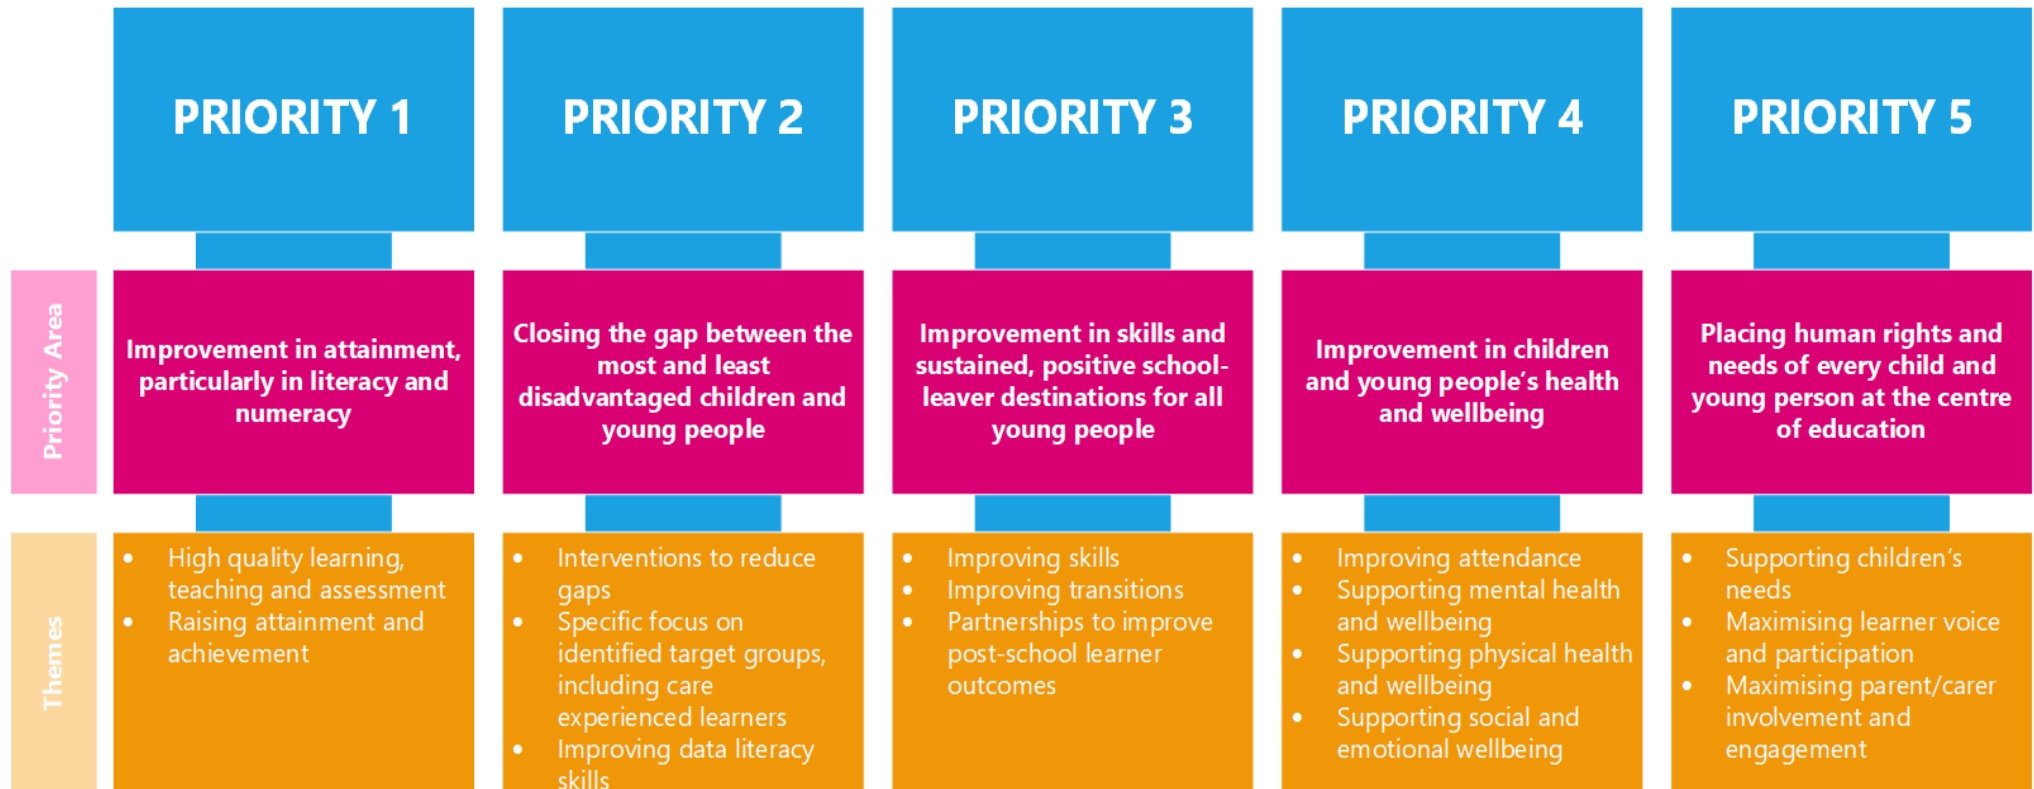 PRIORITY 1
PRIORITY 2
PRIORITY 3
PRIORITY 4
PRIORITY 5
Priority Area
Improvement in attainment,
particularly in literacy and
numeracy
Closing the gap between the
most and least
disadvantaged children and
young people
Improvement in skills and
sustained, positive school-
leaver destinations for all
young people
Improvement in children
and young people’s health
and wellbeing
Placing human rights and
needs of every child and
young person at the centre
of education
Themes
• High quality learning,
teaching and assessment
• Raising attainment and
achievement
• Interventions to reduce
gaps
• Specific focus on
identified target groups,
including care
experienced learners
• Improving data literacy
skills
• Improving skills
• Improving transitions
• Partnerships to improve
post-school learner
outcomes
• Improving attendance
• Supporting mental health
and wellbeing
• Supporting physical health
and wellbeing
• Supporting social and
emotional wellbeing
• Supporting children’s
needs
• Maximising learner voice
and participation
• Maximising parent/carer
involvement and
engagement